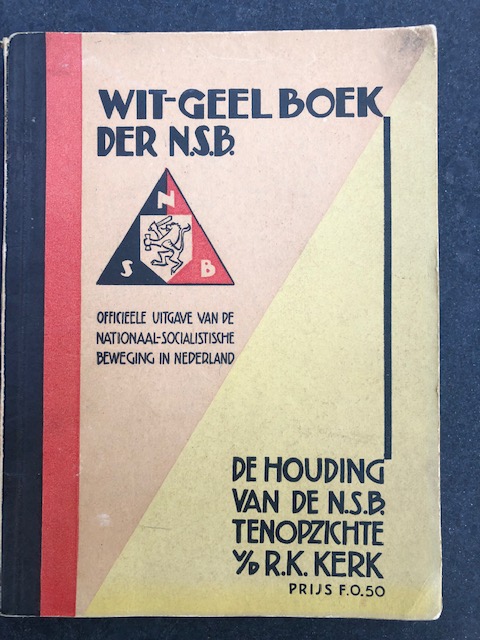 WIT-GEEL BOEK
DER N.S.B.
N
S B
OFFICIEELE UITGAVE VAN DE
NATIONAAL-SOCIALISTISCHE
BEWEGING IN NEDERLAND
DE HOUDING
VAN DE N.S.B.
TENOPZICHTE
V/D R.K. KERK
PRIJS F.0.50